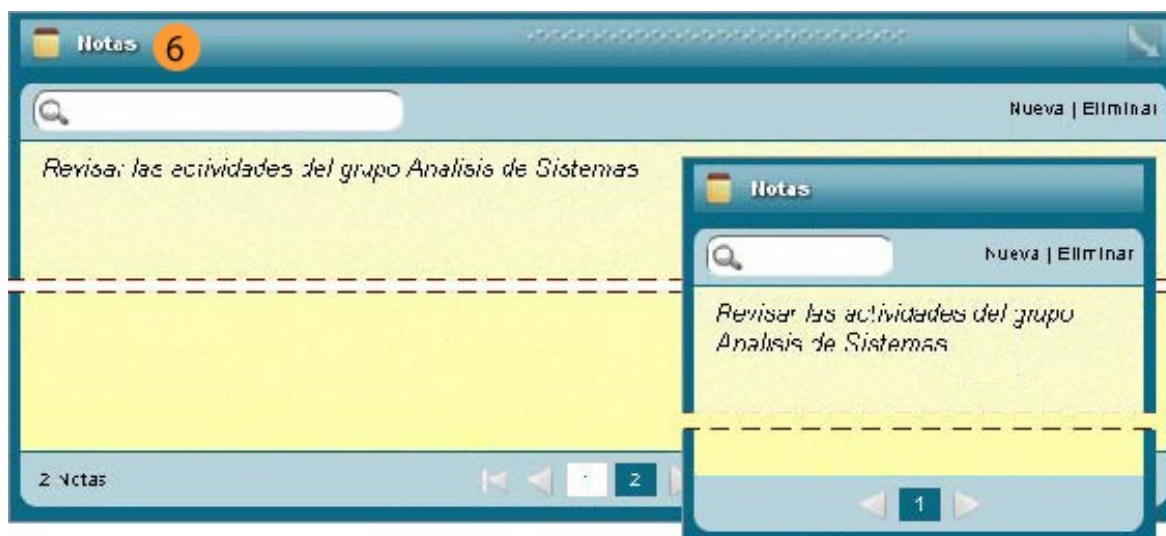 Notas 6
Nueva | Eliminar
Revisar las actividades del grupo Analisis de Sistemas
2 Notas
1 2
Notas
Nueva | Eliminar
Revisar las actividades del grupo
Analisis de Sistemas
1